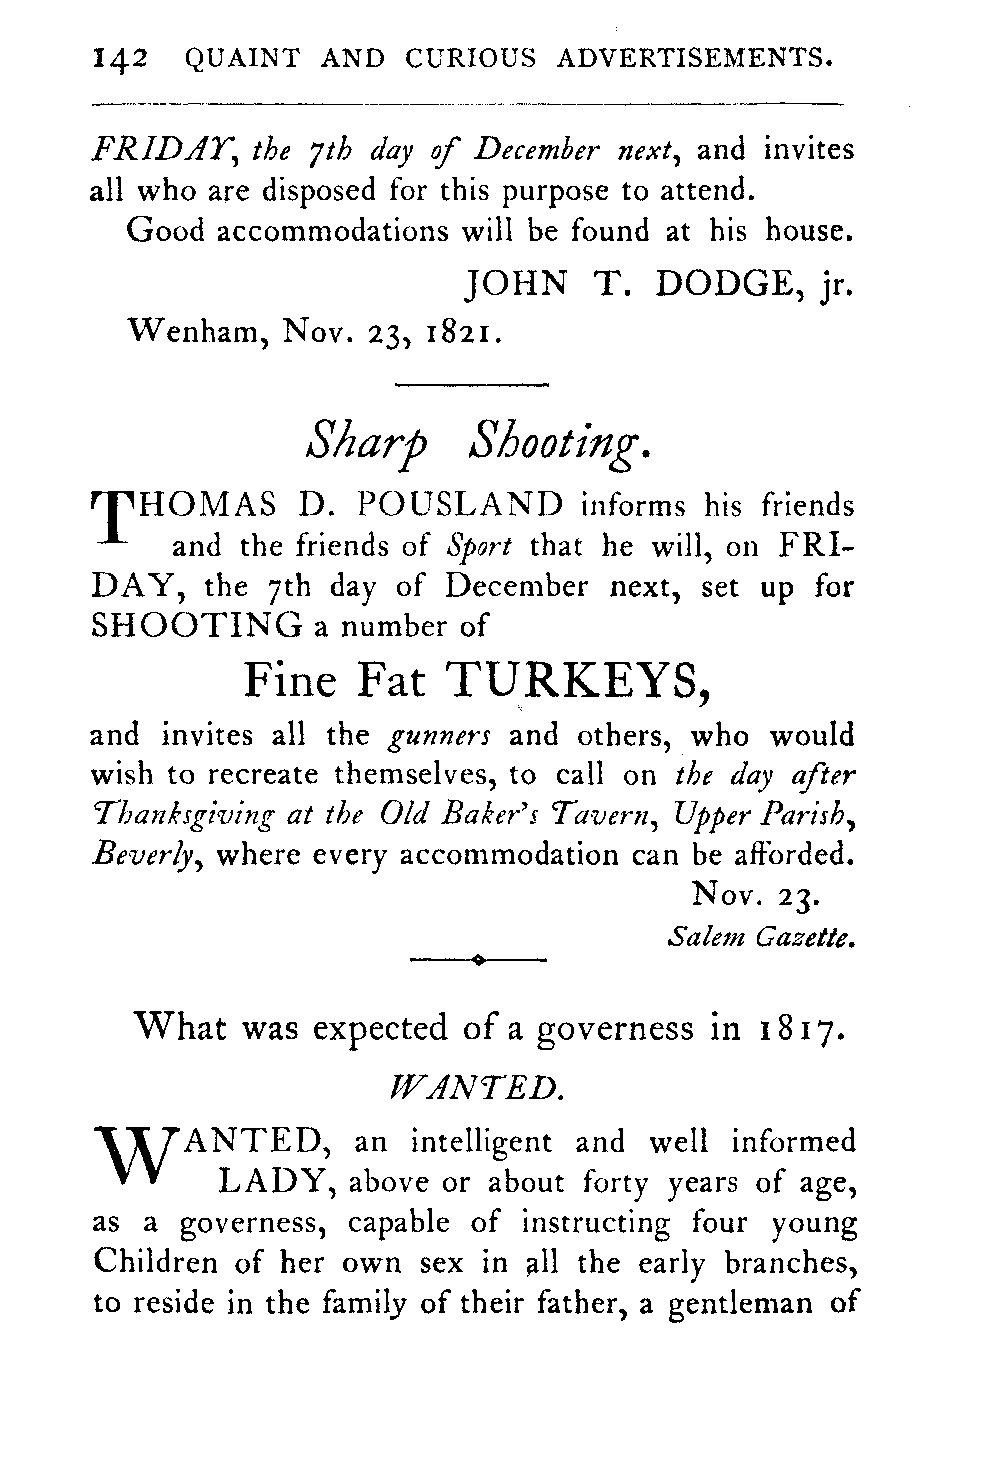 142 QUAINT AND CURIOUS ADVERTISEMENTS.
FRIDAY, the 7th day of December next, and invites
all who are disposed for this purpose to attend.
Good accommodations will be found at his house.
JOHN T. DODGE, jr.
Wenham, Nov. 23, 1821.
Sharp Shooting.
THOMAS D. POUSLAND informs his friends
and the friends of Sport that he will, on FRI-
DAY, the 7th day of December next, set up for
SHOOTING a number of
Fine Fat TURKEYS,
and invites all the gunners and others, who would
wish to recreate themselves, to call on the day after
Thanksgiving at the Old Baker's Tavern, Upper Parish,
Beverly, where every accommodation can be afforded.
Nov. 23.
Salem Gazette.
What was expected of a governess in 1817.
WANTED.
WANTED, an intelligent and well informed
LADY, above or about forty years of age,
as a governess, capable of instructing four young
Children of her own sex in all the early branches,
to reside in the family of their father, a gentleman of